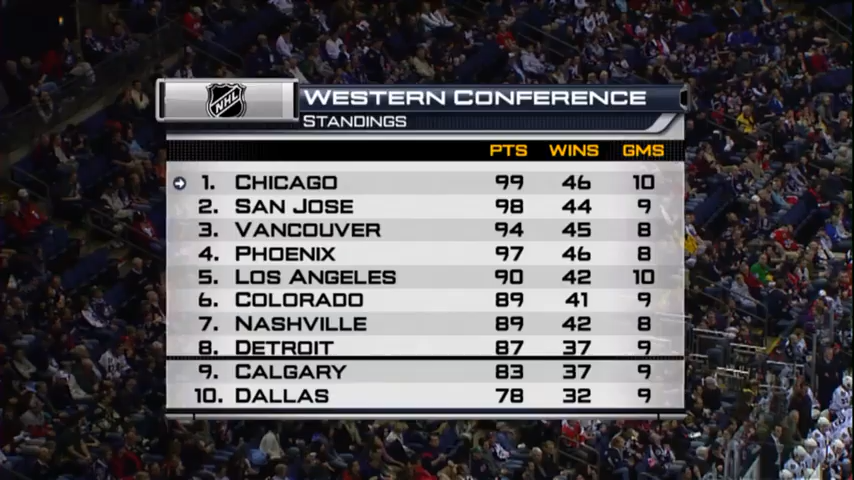 NHL
WESTERN CONFERENCE
STANDINGS
PTS WINS GMS
1. CHICAGO 99 46 10
2. SAN JOSE 98 44 9
3. VANCOUVER 94 45 8
4. PHOENIX 97 46 8
5. LOS ANGELES 90 42 10
6. COLORADO 89 41 9
7. NASHVILLE 89 42 8
8. DETROIT 87 37 9
9. CALGARY 83 37 9
10. DALLAS 78 32 9